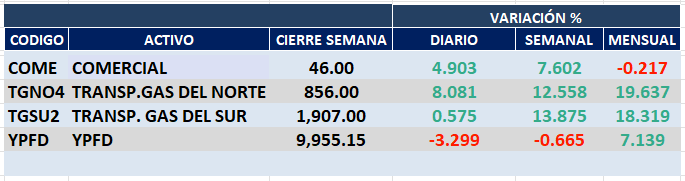 VARIACIÓN %
CODIGO ACTIVO CIERRE SEMANA DIARIO SEMANAL MENSUAL
COME COMERCIAL 46.00 4.903 7.602 -0.217
TGNO4 TRANSP.GAS DEL NORTE 856.00 8.081 12.558 19.637
TGSU2 TRANSP. GAS DEL SUR 1,907.00 0.575 13.875 18.319
YPFD YPFD 9,955.15 -3.299 -0.665 7.139